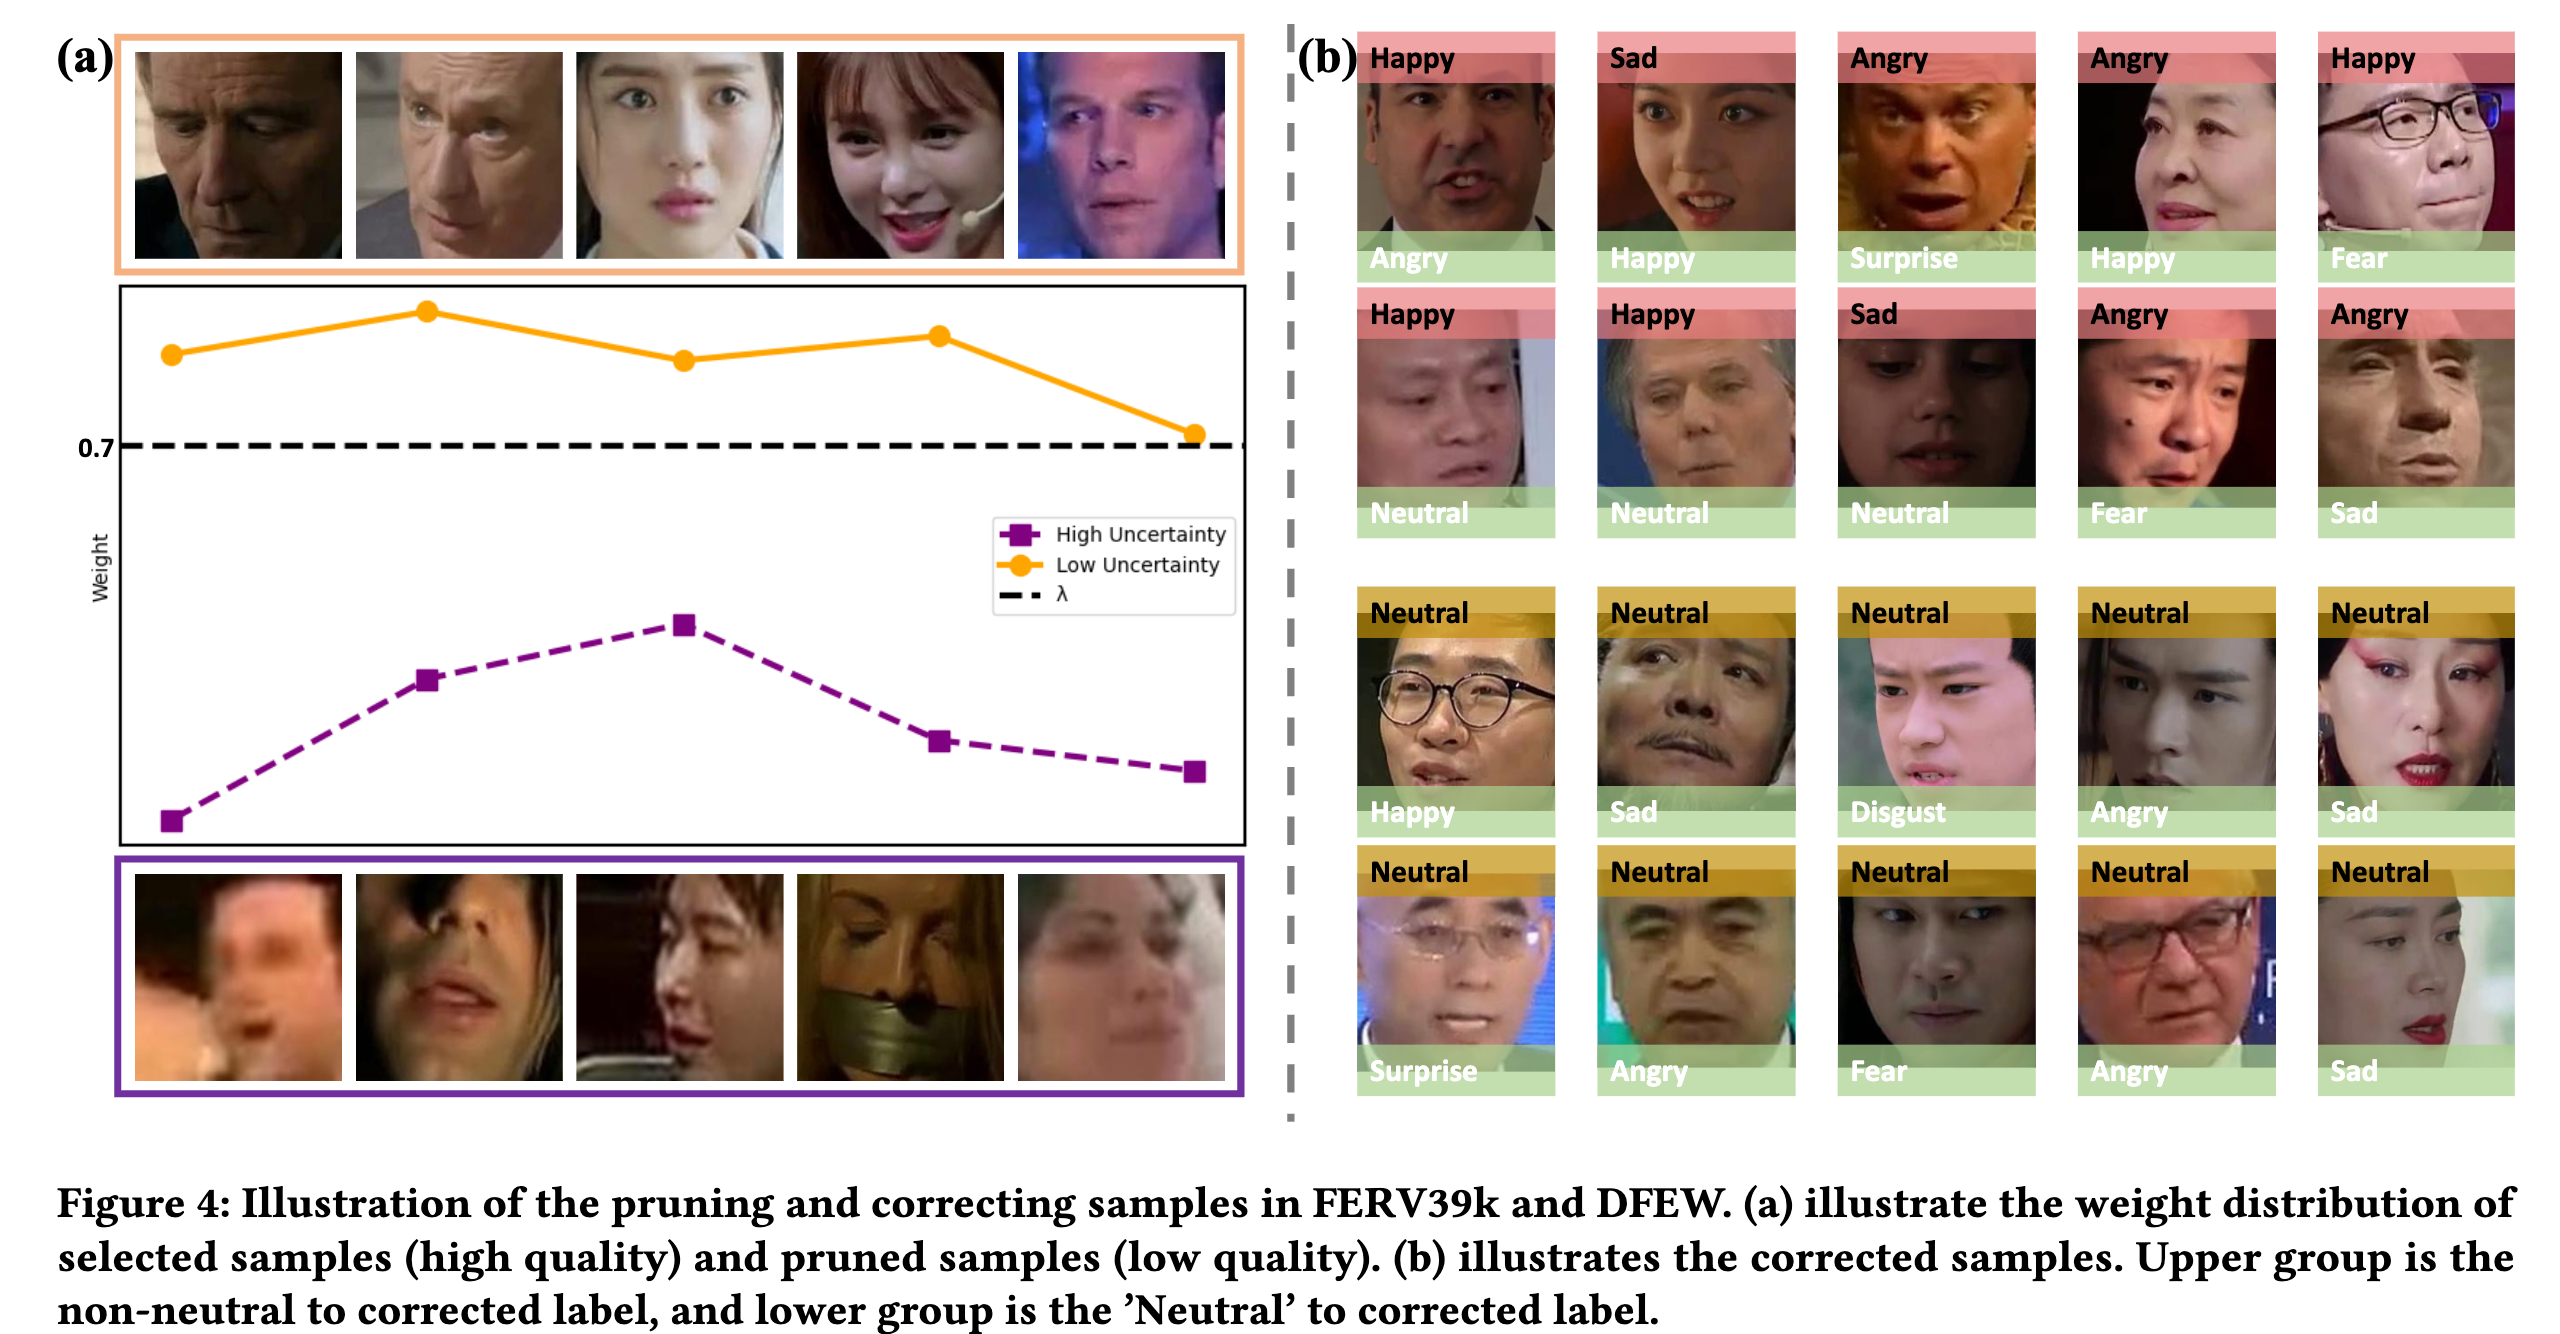 (a)
0.7
Weight
High Uncertainty
Low Uncertainty
λ
(b)
Happy Sad Angry Angry Happy
Angry Happy Surprise Happy Fear
Happy Happy Sad Angry Angry
Neutral Neutral Neutral Fear Sad
Neutral Neutral Neutral Neutral Neutral
Happy Sad Disgust Angry Sad
Neutral Neutral Neutral Neutral Neutral
Surprise Angry Fear Angry Sad
Figure 4: Illustration of the pruning and correcting samples in FERV39k and DFEW. (a) illustrate the weight distribution of
selected samples (high quality) and pruned samples (low quality). (b) illustrates the corrected samples. Upper group is the
non-neutral to corrected label, and lower group is the ’Neutral’ to corrected label.